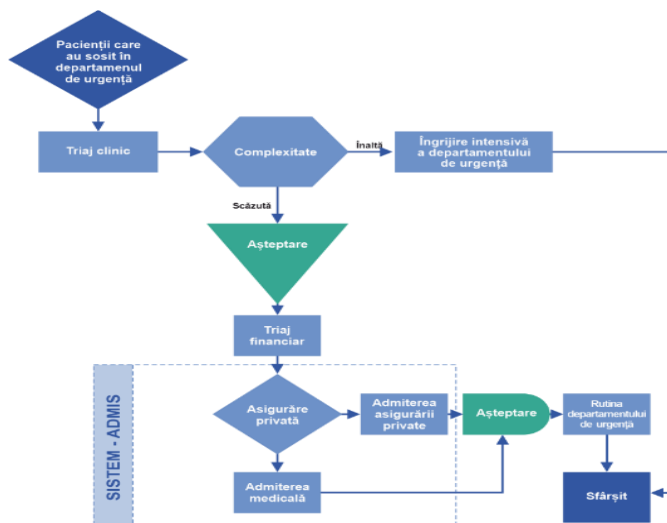 Pacienții care
au sosit în
departamenul
de urgență
Triaj clinic
Complexitate
Înaltă
Îngrijire intensivă
a departamentului
de urgență
Scăzută
Așteptare
Triaj
financiar
SISTEM - ADMIS
Asigurăre
privată
Admiterea
asigurării
private
Așteptare
Rutina
departamentului
de urgență
Admiterea
medicală
Sfârșit